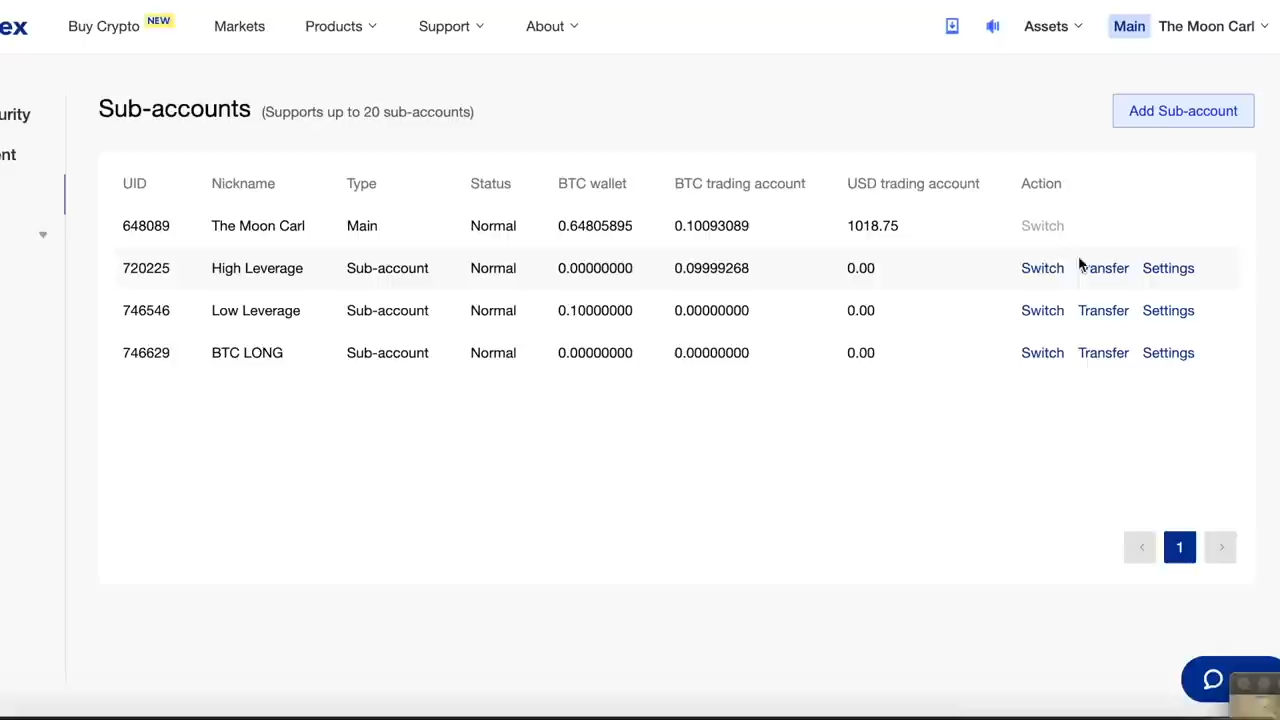 ex Buy Crypto NEW Markets Products Support About Assets Main The Moon Carl
urity
ent
Sub-accounts (Supports up to 20 sub-accounts) Add Sub-account
UID Nickname Type Status BTC wallet BTC trading account USD trading account Action
648089 The Moon Carl Main Normal 0.64805895 0.10093089 1018.75 Switch
720225 High Leverage Sub-account Normal 0.00000000 0.09999268 0.00 Switch Transfer Settings
746546 Low Leverage Sub-account Normal 0.10000000 0.00000000 0.00 Switch Transfer Settings
746629 BTC LONG Sub-account Normal 0.00000000 0.00000000 0.00 Switch Transfer Settings
1